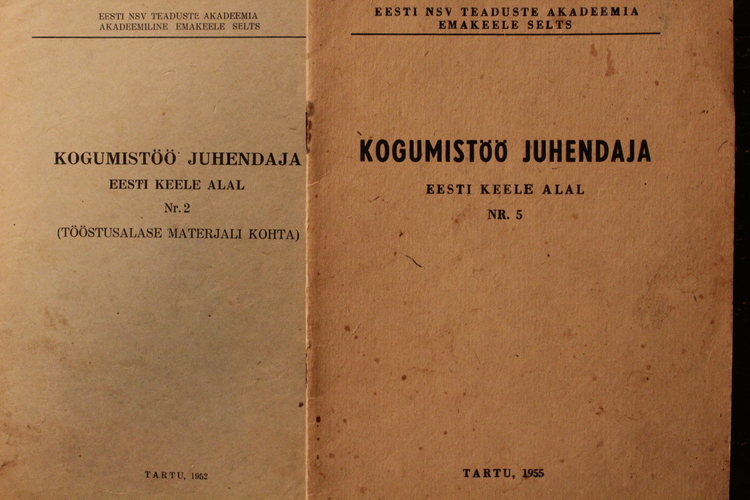 EESTI NSV TEADUSTE AKADEEMIA
AKADEEMILINE EMAKEELE SELTS
KOGUMISTÖÖ JUHENDAJA
EESTI KEELE ALAL
Nr. 2
(TÖÖSTUSALASE MATERJALI KOHTA)
TARTU, 1952
EESTI NSV TEADUSTE AKADEEMIA
EMAKEELE SELTS
KOGUMISTÖÖ JUHENDAJA
EESTI KEELE ALAL
NR. 5
TARTU, 1955